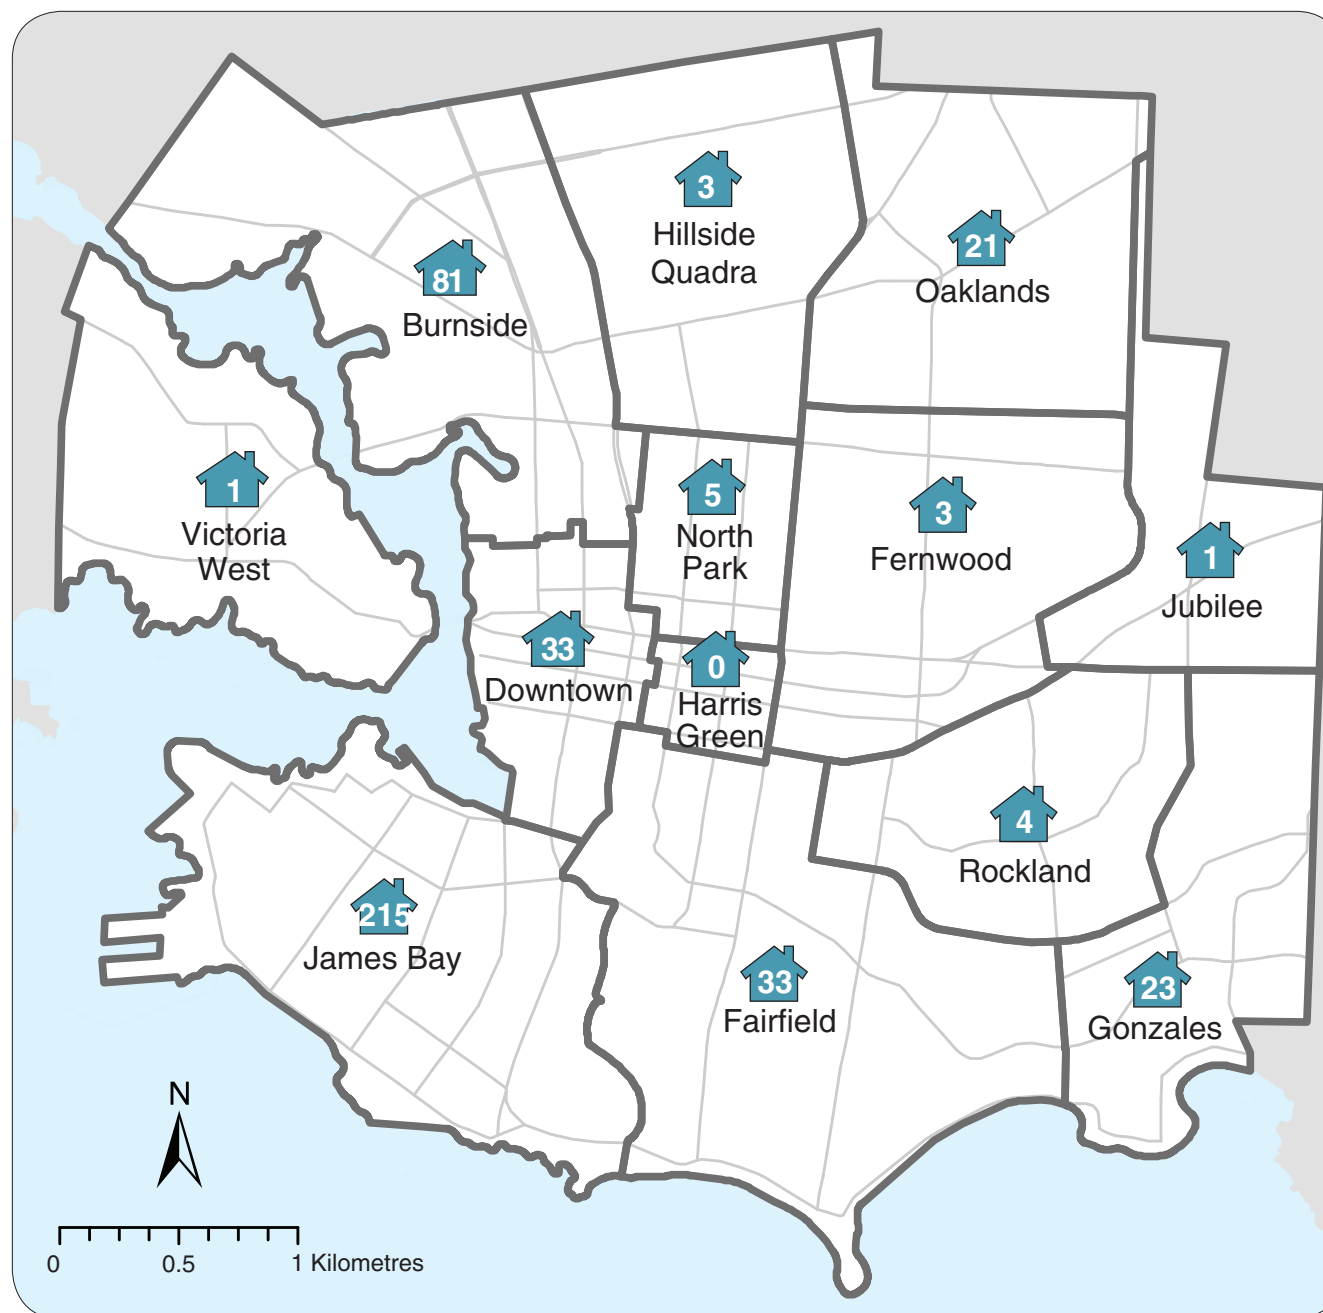 3
Hillside
Quadra
21
Oaklands
81
Burnside
1
Victoria
West
5
North
Park
3
Fernwood
1
Jubilee
33
Downtown
0
Harris
Green
4
Rockland
215
James Bay
33
Fairfield
23
Gonzales
N
0 0.5 1 Kilometres